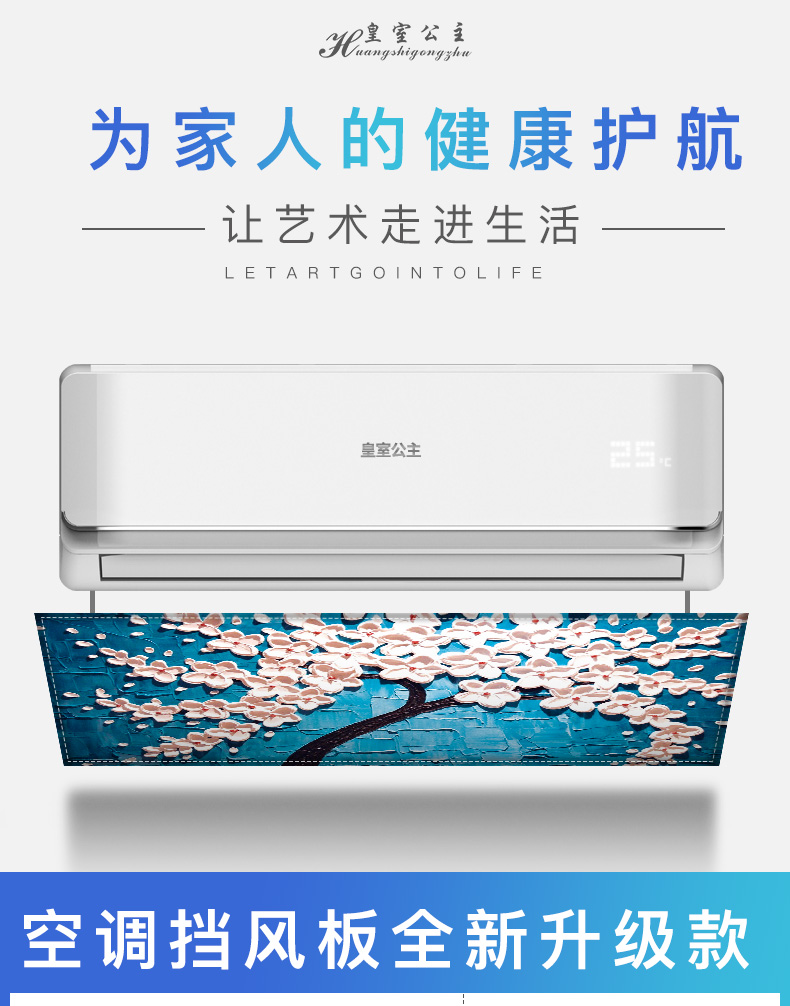 皇室公主
Huangshigongzhu
为家人的健康护航
让艺术走进生活
LETARTGOINTOLIFE
皇室公主
25℃
空调挡风板全新升级款